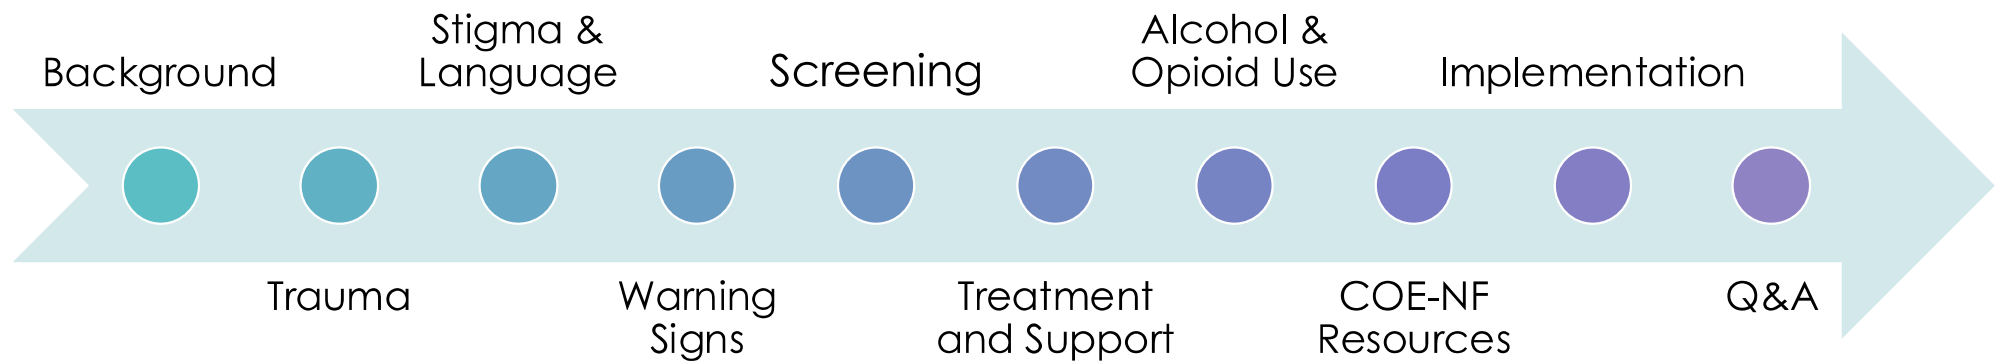 Background
Stigma &
Language
Screening
Alcohol &
Opioid Use
Implementation
Trauma
Warning
Signs
Treatment
and Support
COE-NF
Resources
Q&A